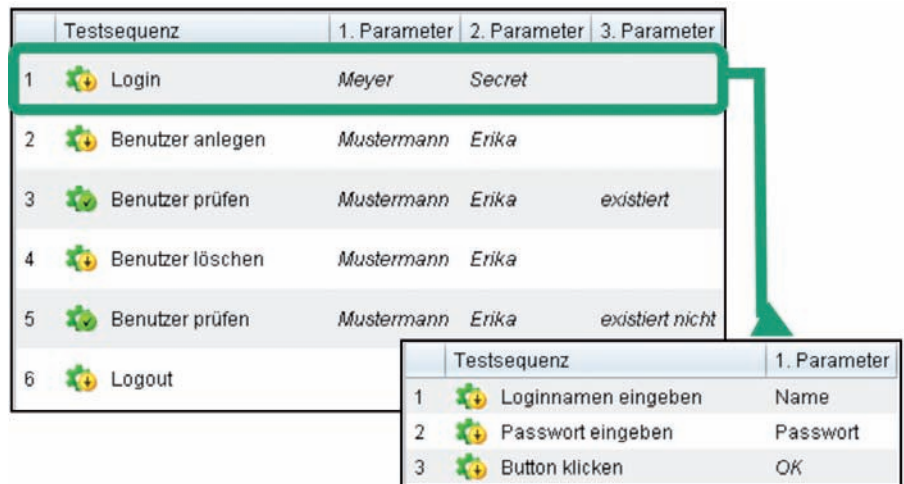 Testsequenz 1. Parameter 2. Parameter 3. Parameter
1 Login Meyer Secret
2 Benutzer anlegen Mustermann Erika
3 Benutzer prüfen Mustermann Erika existiert
4 Benutzer löschen Mustermann Erika
5 Benutzer prüfen Mustermann Erika existiert nicht
6 Logout
Testsequenz 1. Parameter
1 Loginnamen eingeben Name
2 Passwort eingeben Passwort
3 Button klicken OK